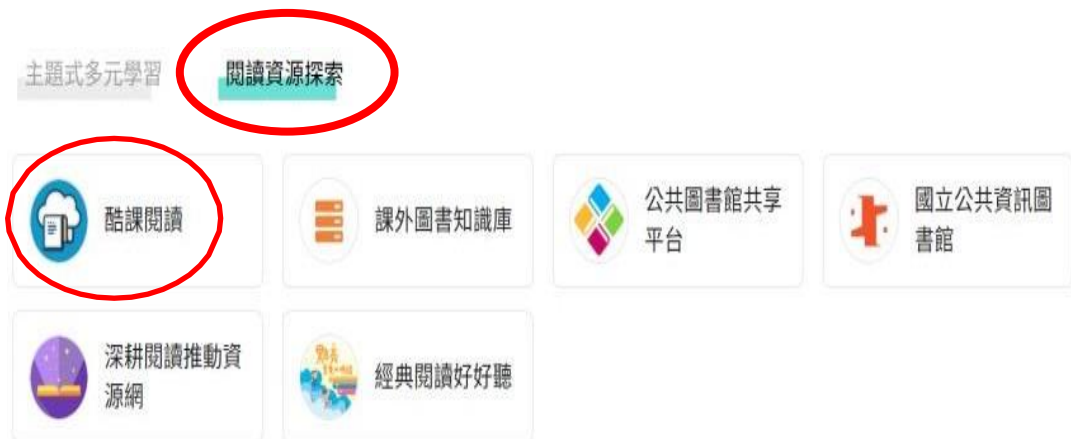 主題式多元學習
閱讀資源探索
酷課閱讀
課外圖書知識庫
公共圖書館共享
平台
國立公共資訊圖
書館
深耕閱讀推動資
源網
經典閱讀好好聽